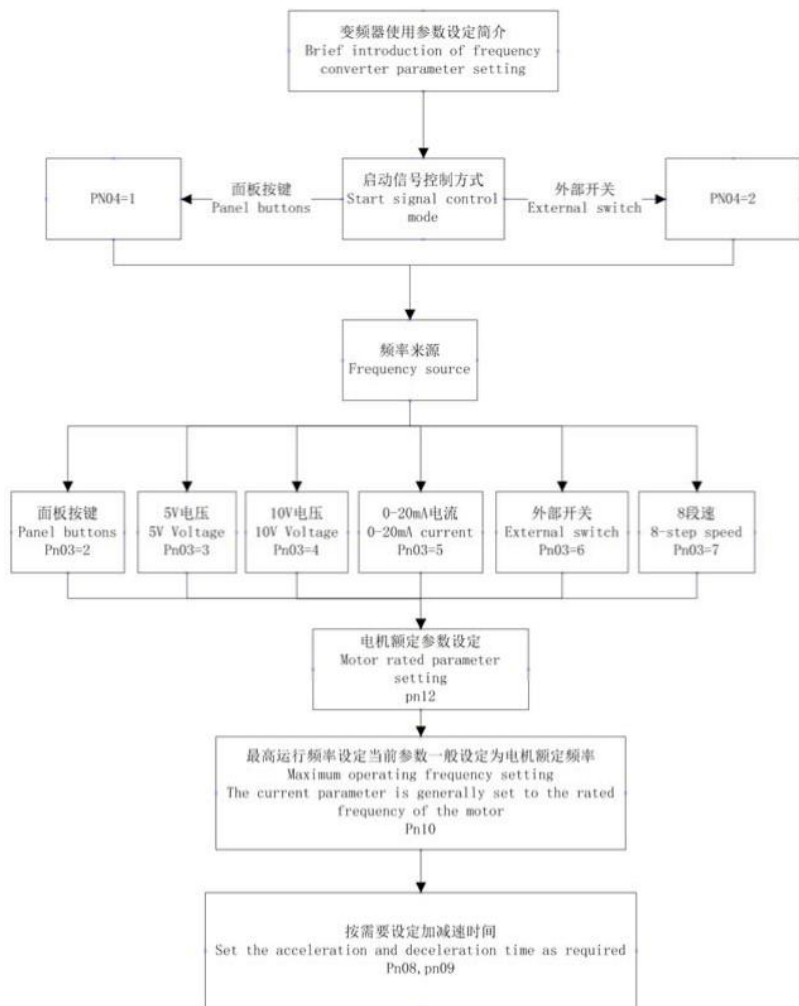 变频器使用参数设定简介
Brief introduction of frequency
converter parameter setting
PN04=1
面板按键
Panel buttons
启动信号控制方式
Start signal control
mode
外部开关
External switch
PN04=2
频率来源
Frequency source
面板按键
Panel buttons
Pn03=2
5V电压
5V Voltage
Pn03=3
10V电压
10V Voltage
Pn03=4
0-20mA电流
0-20mA current
Pn03=5
外部开关
External switch
Pn03=6
8段速
8-step speed
Pn03=7
电机额定参数设定
Motor rated parameter
setting
pn12
最高运行频率设定当前参数一般设定为电机额定频率
Maximum operating frequency setting
The current parameter is generally set to the rated
frequency of the motor
Pn10
按需要设定加减速时间
Set the acceleration and deceleration time as required
Pn08,pn09